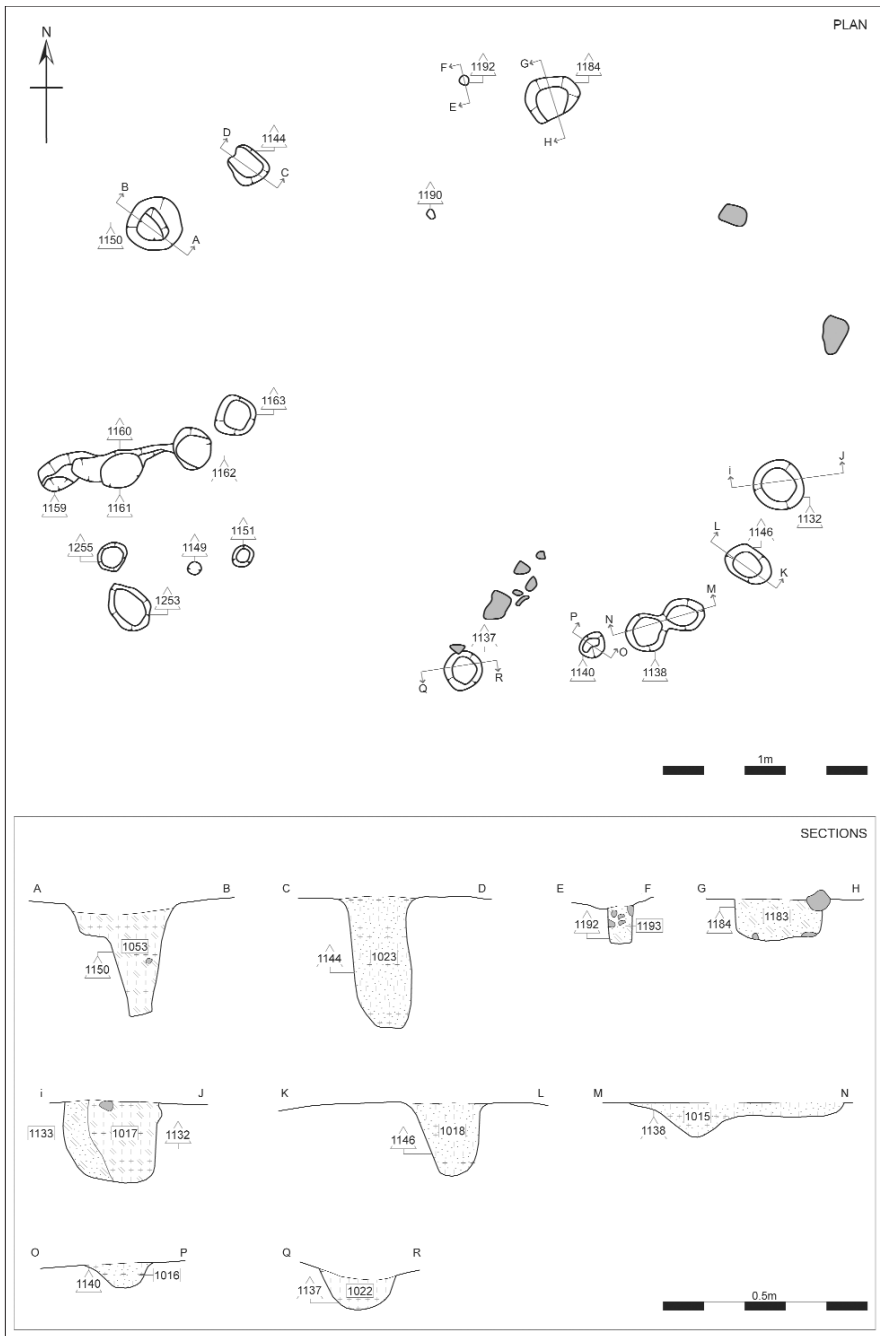 PLAN
N
F
1192
G
1184
E
D
1144
H
C
B
1190
1150
A
1163
1160
1162
J
i
1159
1161
1132
L
1146
1255
1149
1151
K
1253
M
P
N
1137
O
1140
1138
Q
R
1m
SECTIONS
A
B
C
D
E
F
G
H
1192
1193
1184
1183
1053
1150
1144
1023
i
J
K
L
M
N
1133
1017
1132
1146
1018
1138
1015
O
P
Q
R
1140
1016
1137
1022
0.5m